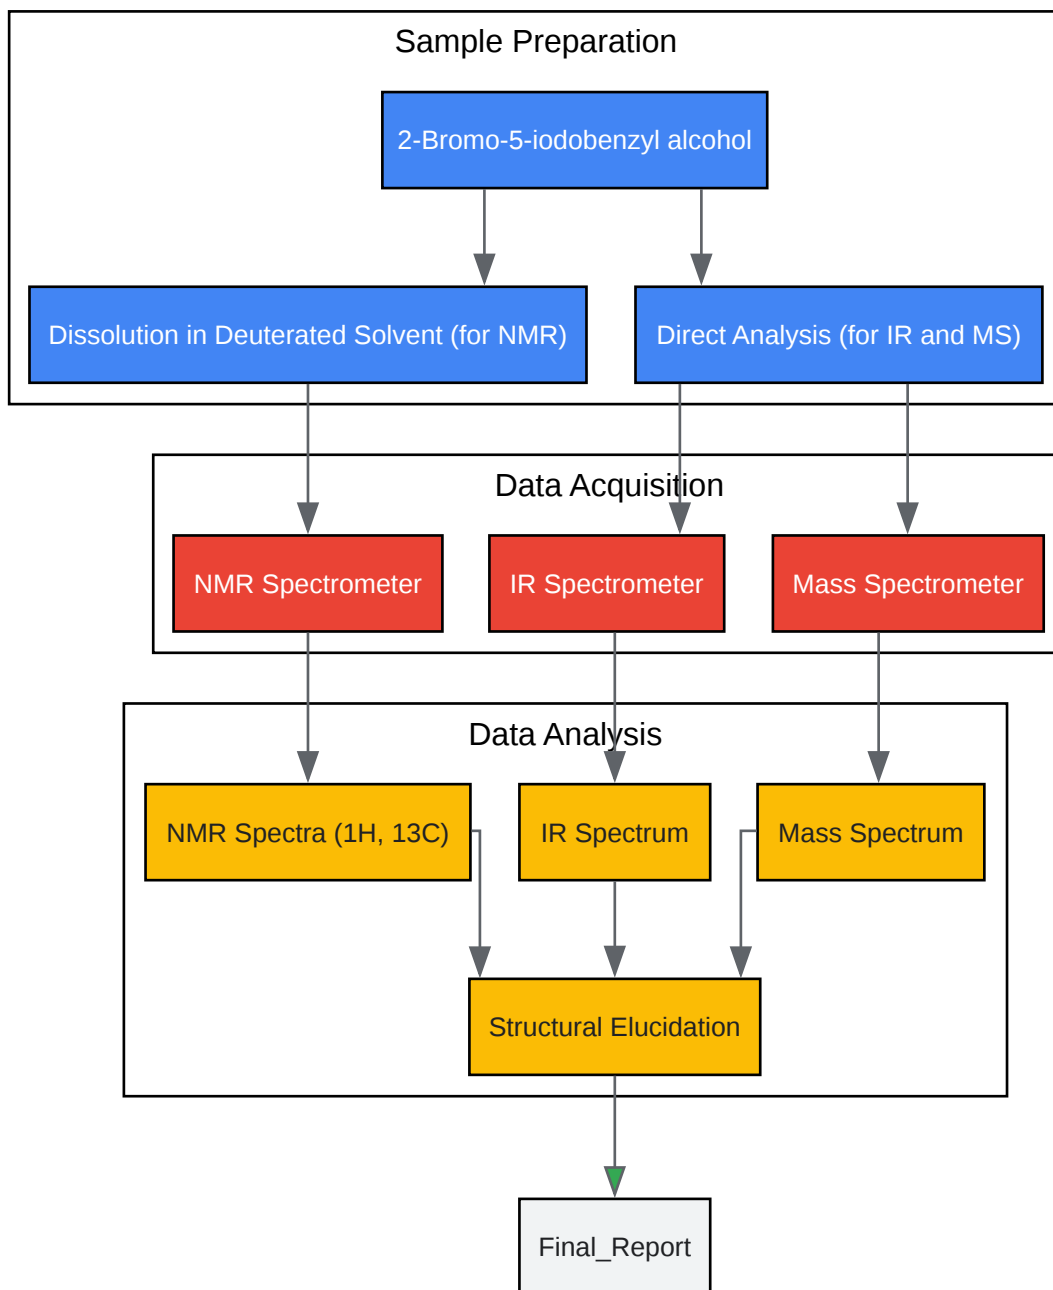 Sample Preparation
2-Bromo-5-iodobenzyl alcohol
Dissolution in Deuterated Solvent (for NMR)
Direct Analysis (for IR and MS)
Data Acquisition
NMR Spectrometer
IR Spectrometer
Mass Spectrometer
Data Analysis
NMR Spectra (1H, 13C)
IR Spectrum
Mass Spectrum
Structural Elucidation
Final_Report